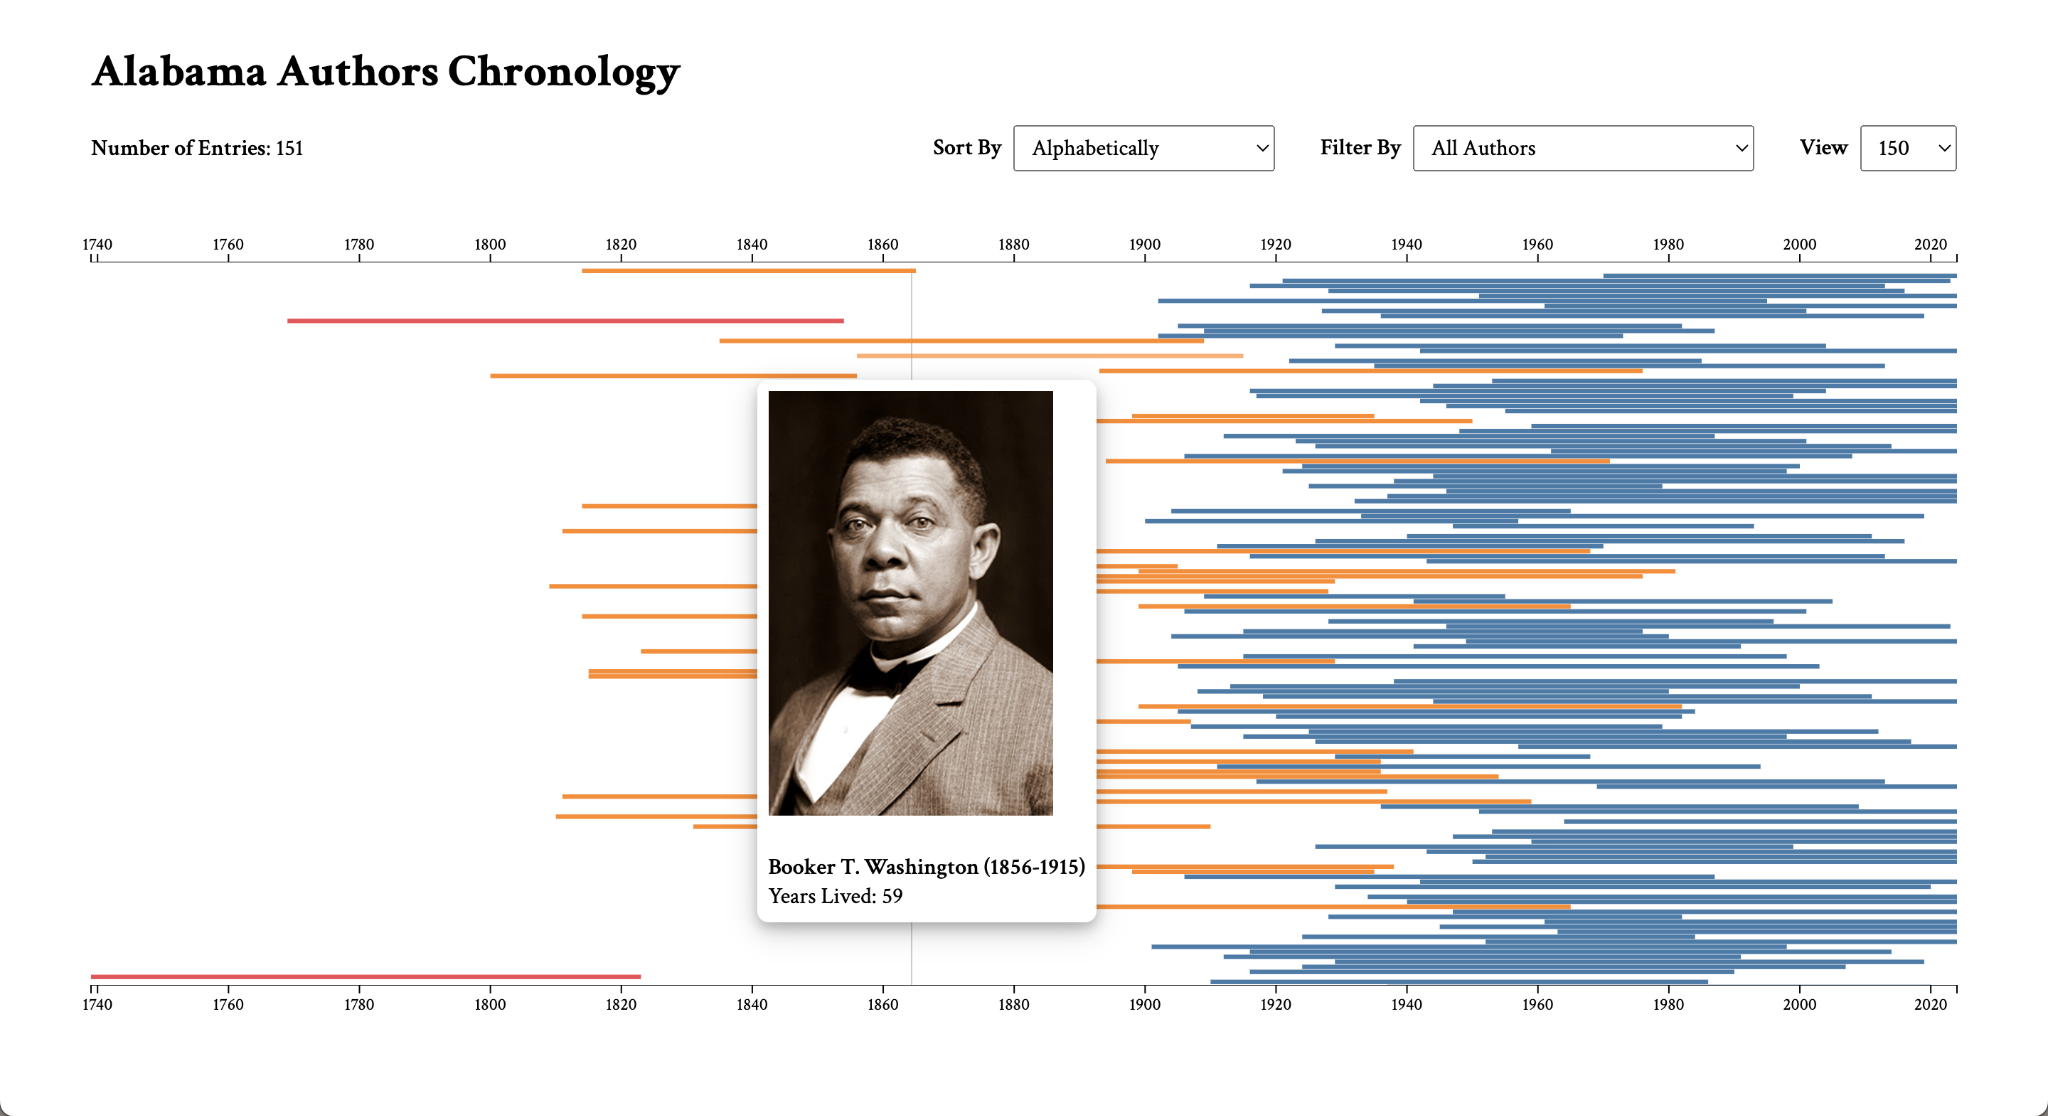 Alabama Authors Chronology
Number of Entries: 151
Sort By Alphabetically Filter By All Authors View 150
1740 1760 1780 1800 1820 1840 1860 1880 1900 1920 1940 1960 1980 2000 2020
Booker T. Washington (1856-1915)
Years Lived: 59
1740 1760 1780 1800 1820 1840 1860 1880 1900 1920 1940 1960 1980 2000 2020